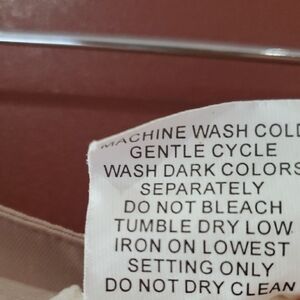 MACHINE WASH COLD
GENTLE CYCLE
WASH DARK COLORS
SEPARATELY
DO NOT BLEACH
TUMBLE DRY LOW
IRON ON LOWEST
SETTING ONLY
DO NOT DRY CLEAN